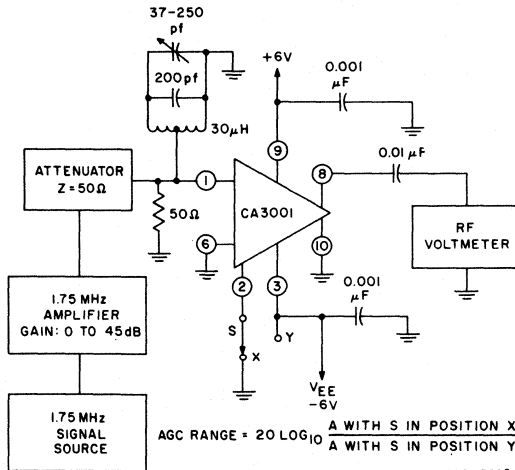 37-250
pf
200pf
30µH
+6V
0.001
µF
9
ATTENUATOR
Z = 50Ω
50Ω
1
6
CA3001
8
10
0.01 µF
RF
VOLTMETER
2
3
0.001
µF
S
X
Y
VEE
-6V
1.75 MHz
AMPLIFIER
GAIN: 0 TO 45dB
1.75MHz
SIGNAL
SOURCE
AGC RANGE = 20 LOG10 A WITH S IN POSITION X
A WITH S IN POSITION Y